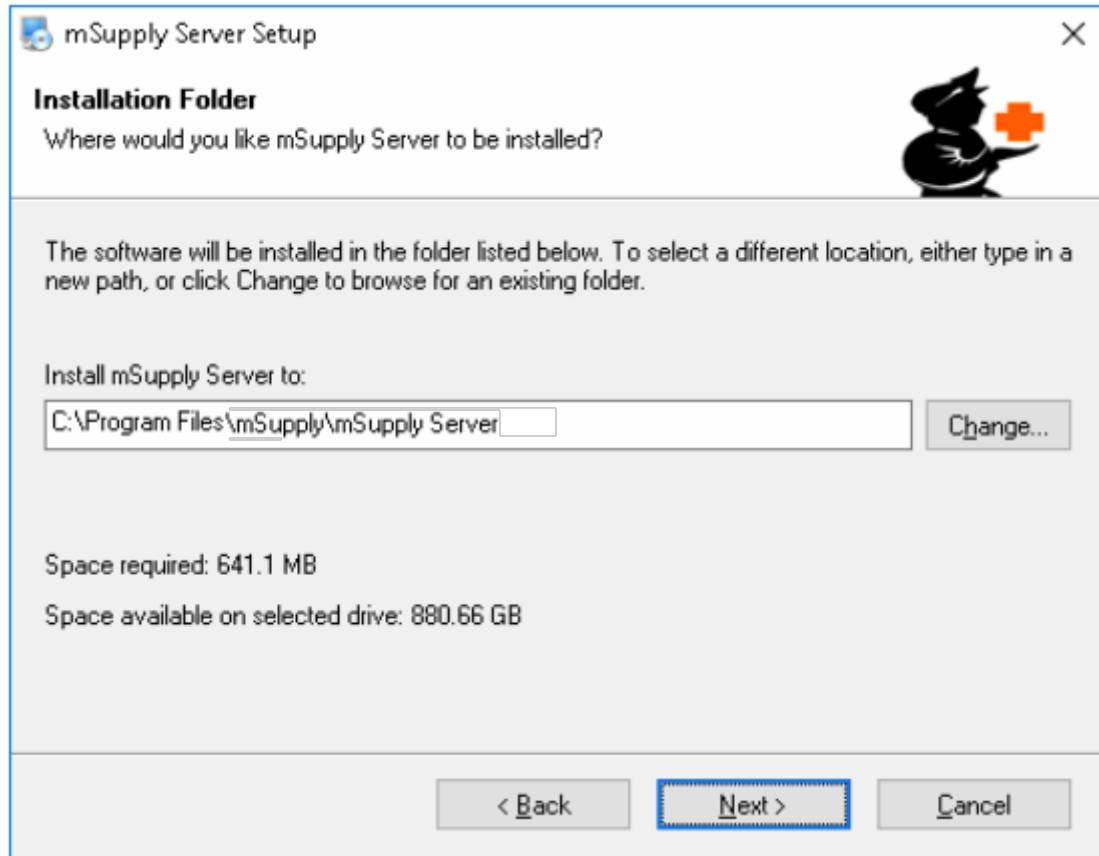 mSupply Server Setup
Installation Folder
Where would you like mSupply Server to be installed?
The software will be installed in the folder listed below. To select a different location, either type in a
new path, or click Change to browse for an existing folder.
Install mSupply Server to:
C:\Program Files\mSupply\mSupply Server
Change...
Space required: 641.1 MB
Space available on selected drive: 880.66 GB
< Back
Next >
Cancel